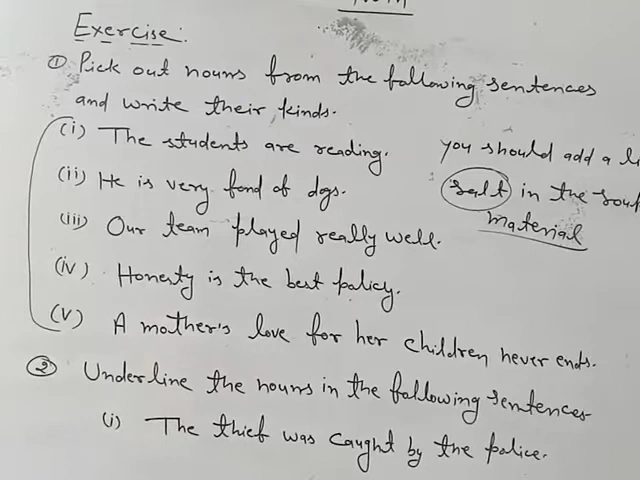 Exercise.
① Pick out nouns from the following sentences
and write their kinds.
(i) The students are reading.
(ii) He is very fond of dogs.
(iii) Our team played really well.
(iv) Honesty is the best policy.
(v) A mother's love for her children never ends.
you should add a
salt in the
material
② Underline the nouns in the following sentences
(i) The thief was caught by the police.